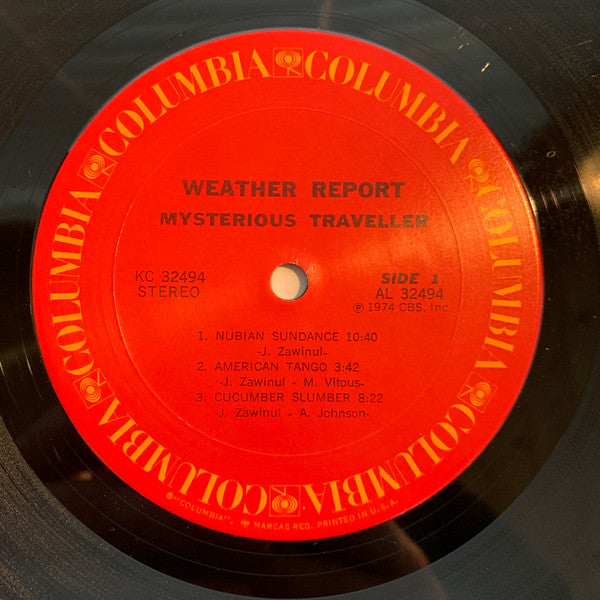 COLUMBIA COLUMBIA COLUMBIA COLUMBIA COLUMBIA COLUMBIA
WEATHER REPORT
MYSTERIOUS TRAVELLER
KC 32494
STEREO
SIDE 1
AL 32494
℗ 1974 CBS, Inc.
1. NUBIAN SUNDANCE 10:40
-J. Zawinul-
2. AMERICAN TANGO 3:42
-J. Zawinul - M. Vitous-
3. CUCUMBER SLUMBER 8:22
-J. Zawinul - A. Johnson-
©"COLUMBIA", ® MARCAS REG. PRINTED IN U.S.A.